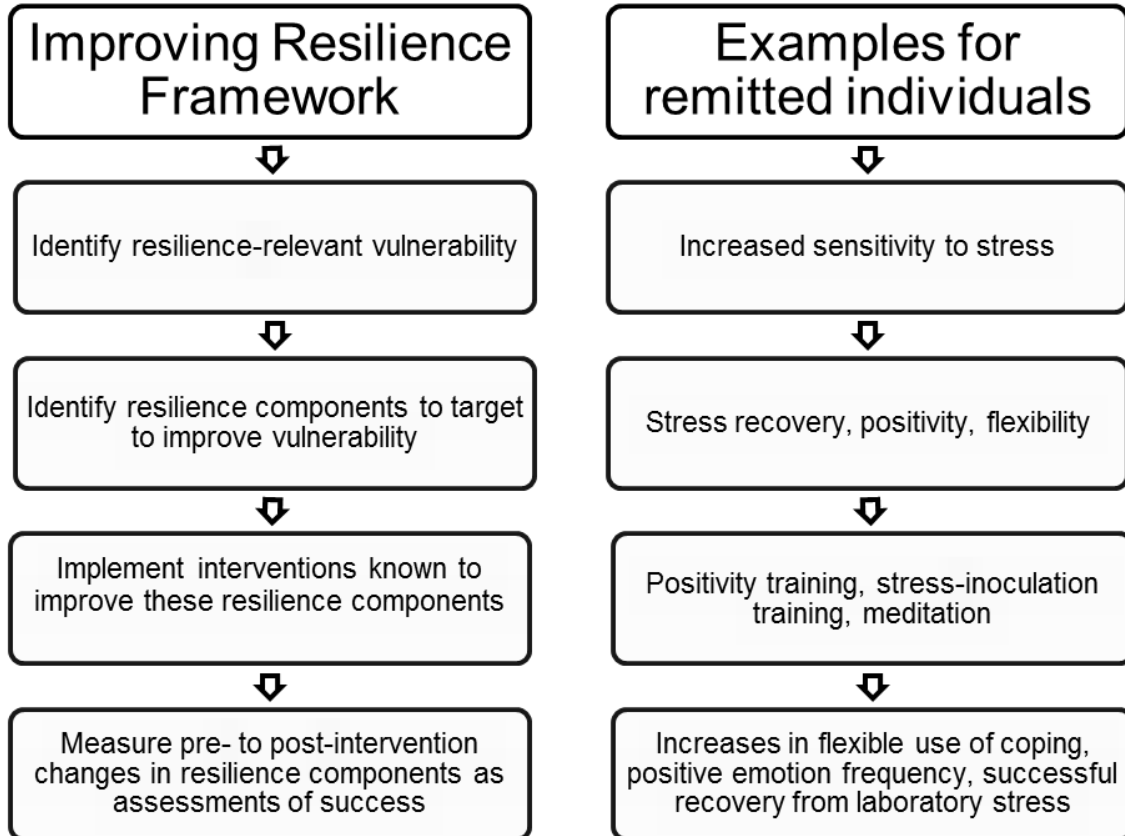 Improving Resilience
Framework
Identify resilience-relevant vulnerability
Identify resilience components to target
to improve vulnerability
Implement interventions known to
improve these resilience components
Measure pre- to post-intervention
changes in resilience components as
assessments of success
Examples for
remitted individuals
Increased sensitivity to stress
Stress recovery, positivity, flexibility
Positivity training, stress-inoculation
training, meditation
Increases in flexible use of coping,
positive emotion frequency, successful
recovery from laboratory stress